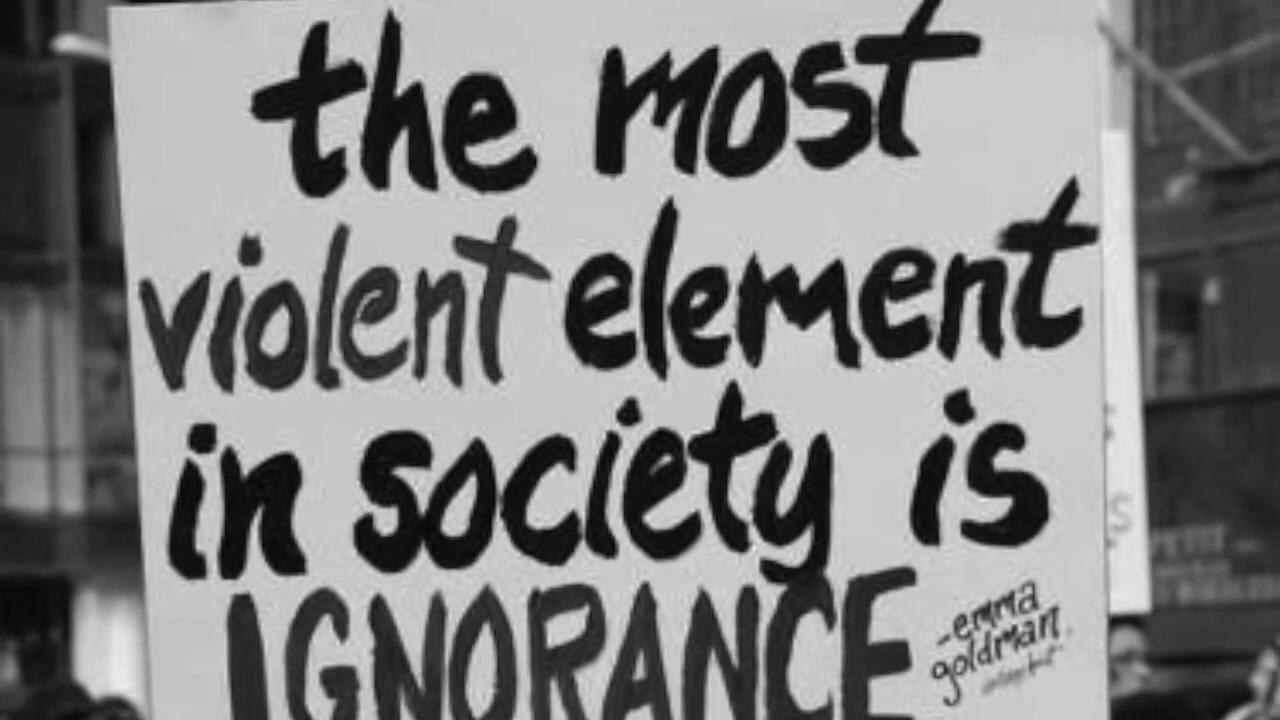 the most
violent element
in society is
IGNORANCE
-emma
goldman
S